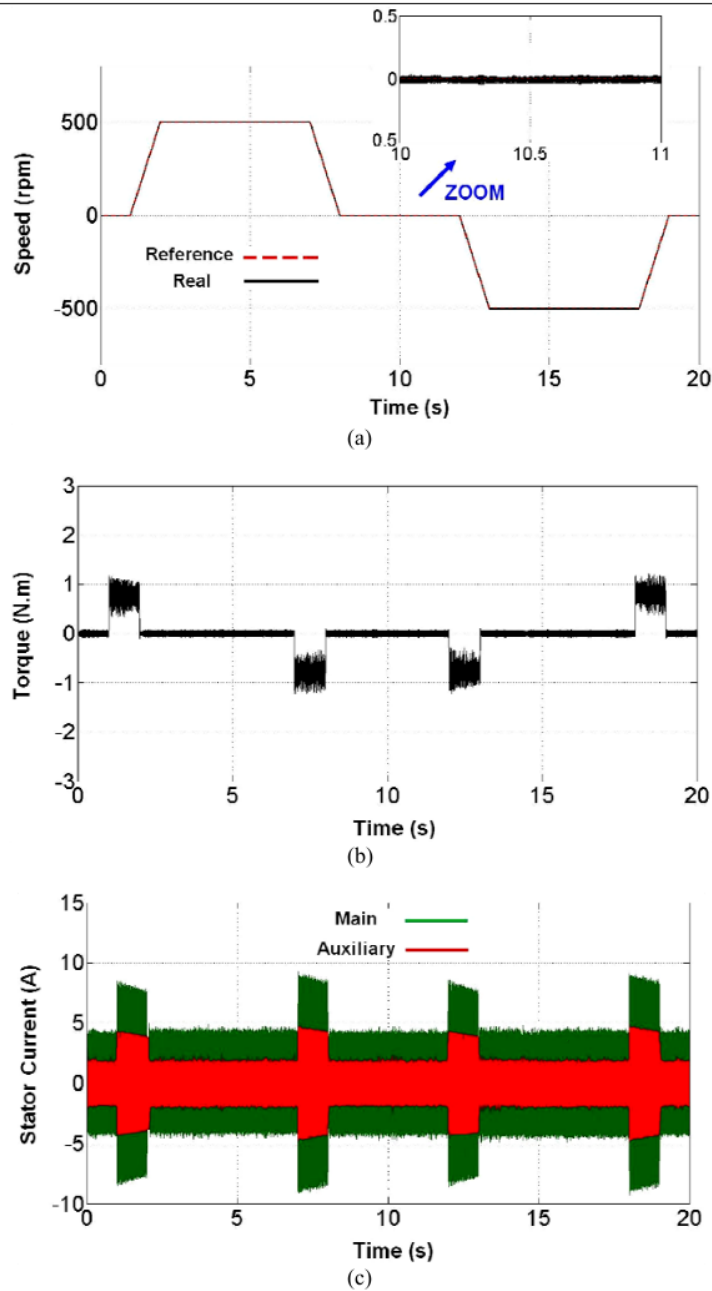 0.5
0
0.5
10
10.5
11
ZOOM
500
0
-500
Speed (rpm)
Reference
Real
0
5
10
15
20
Time (s)
(a)
3
2
1
0
-1
-2
-3
Torque (N.m)
0
5
10
15
20
Time (s)
(b)
15
10
5
0
-5
-10
Stator Current (A)
Main
Auxiliary
0
5
10
15
20
Time (s)
(c)